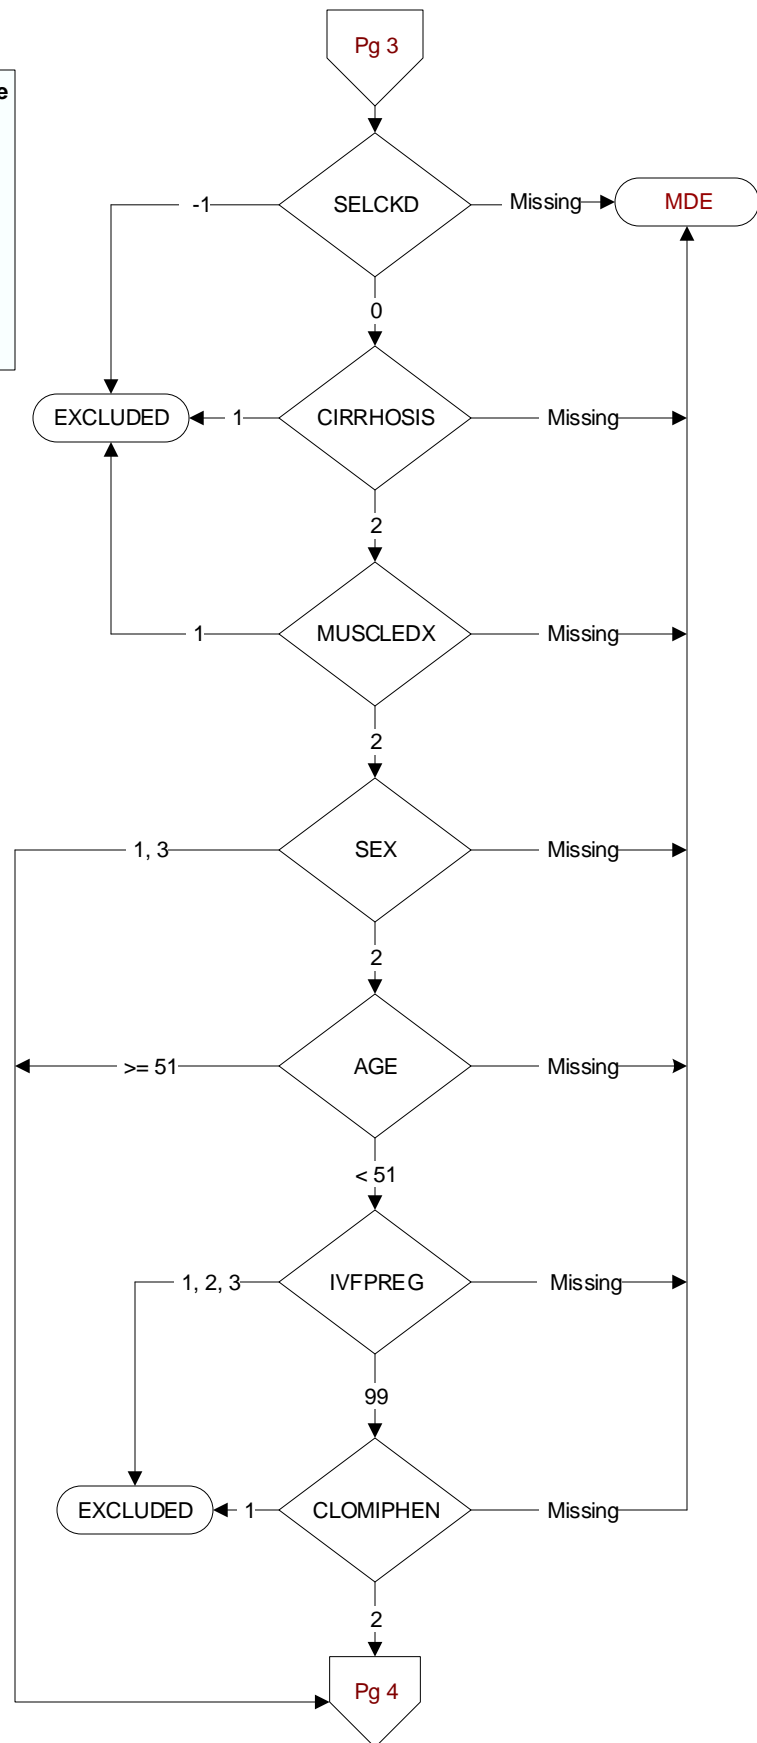 Pg 3
e
SELCKD
-1
Missing
MDE
0
EXCLUDED
1
CIRRHOSIS
Missing
2
1
MUSCLEDX
Missing
2
1, 3
SEX
Missing
2
>= 51
AGE
Missing
< 51
1, 2, 3
IVFPREG
Missing
99
EXCLUDED
1
CLOMIPHEN
Missing
2
Pg 4